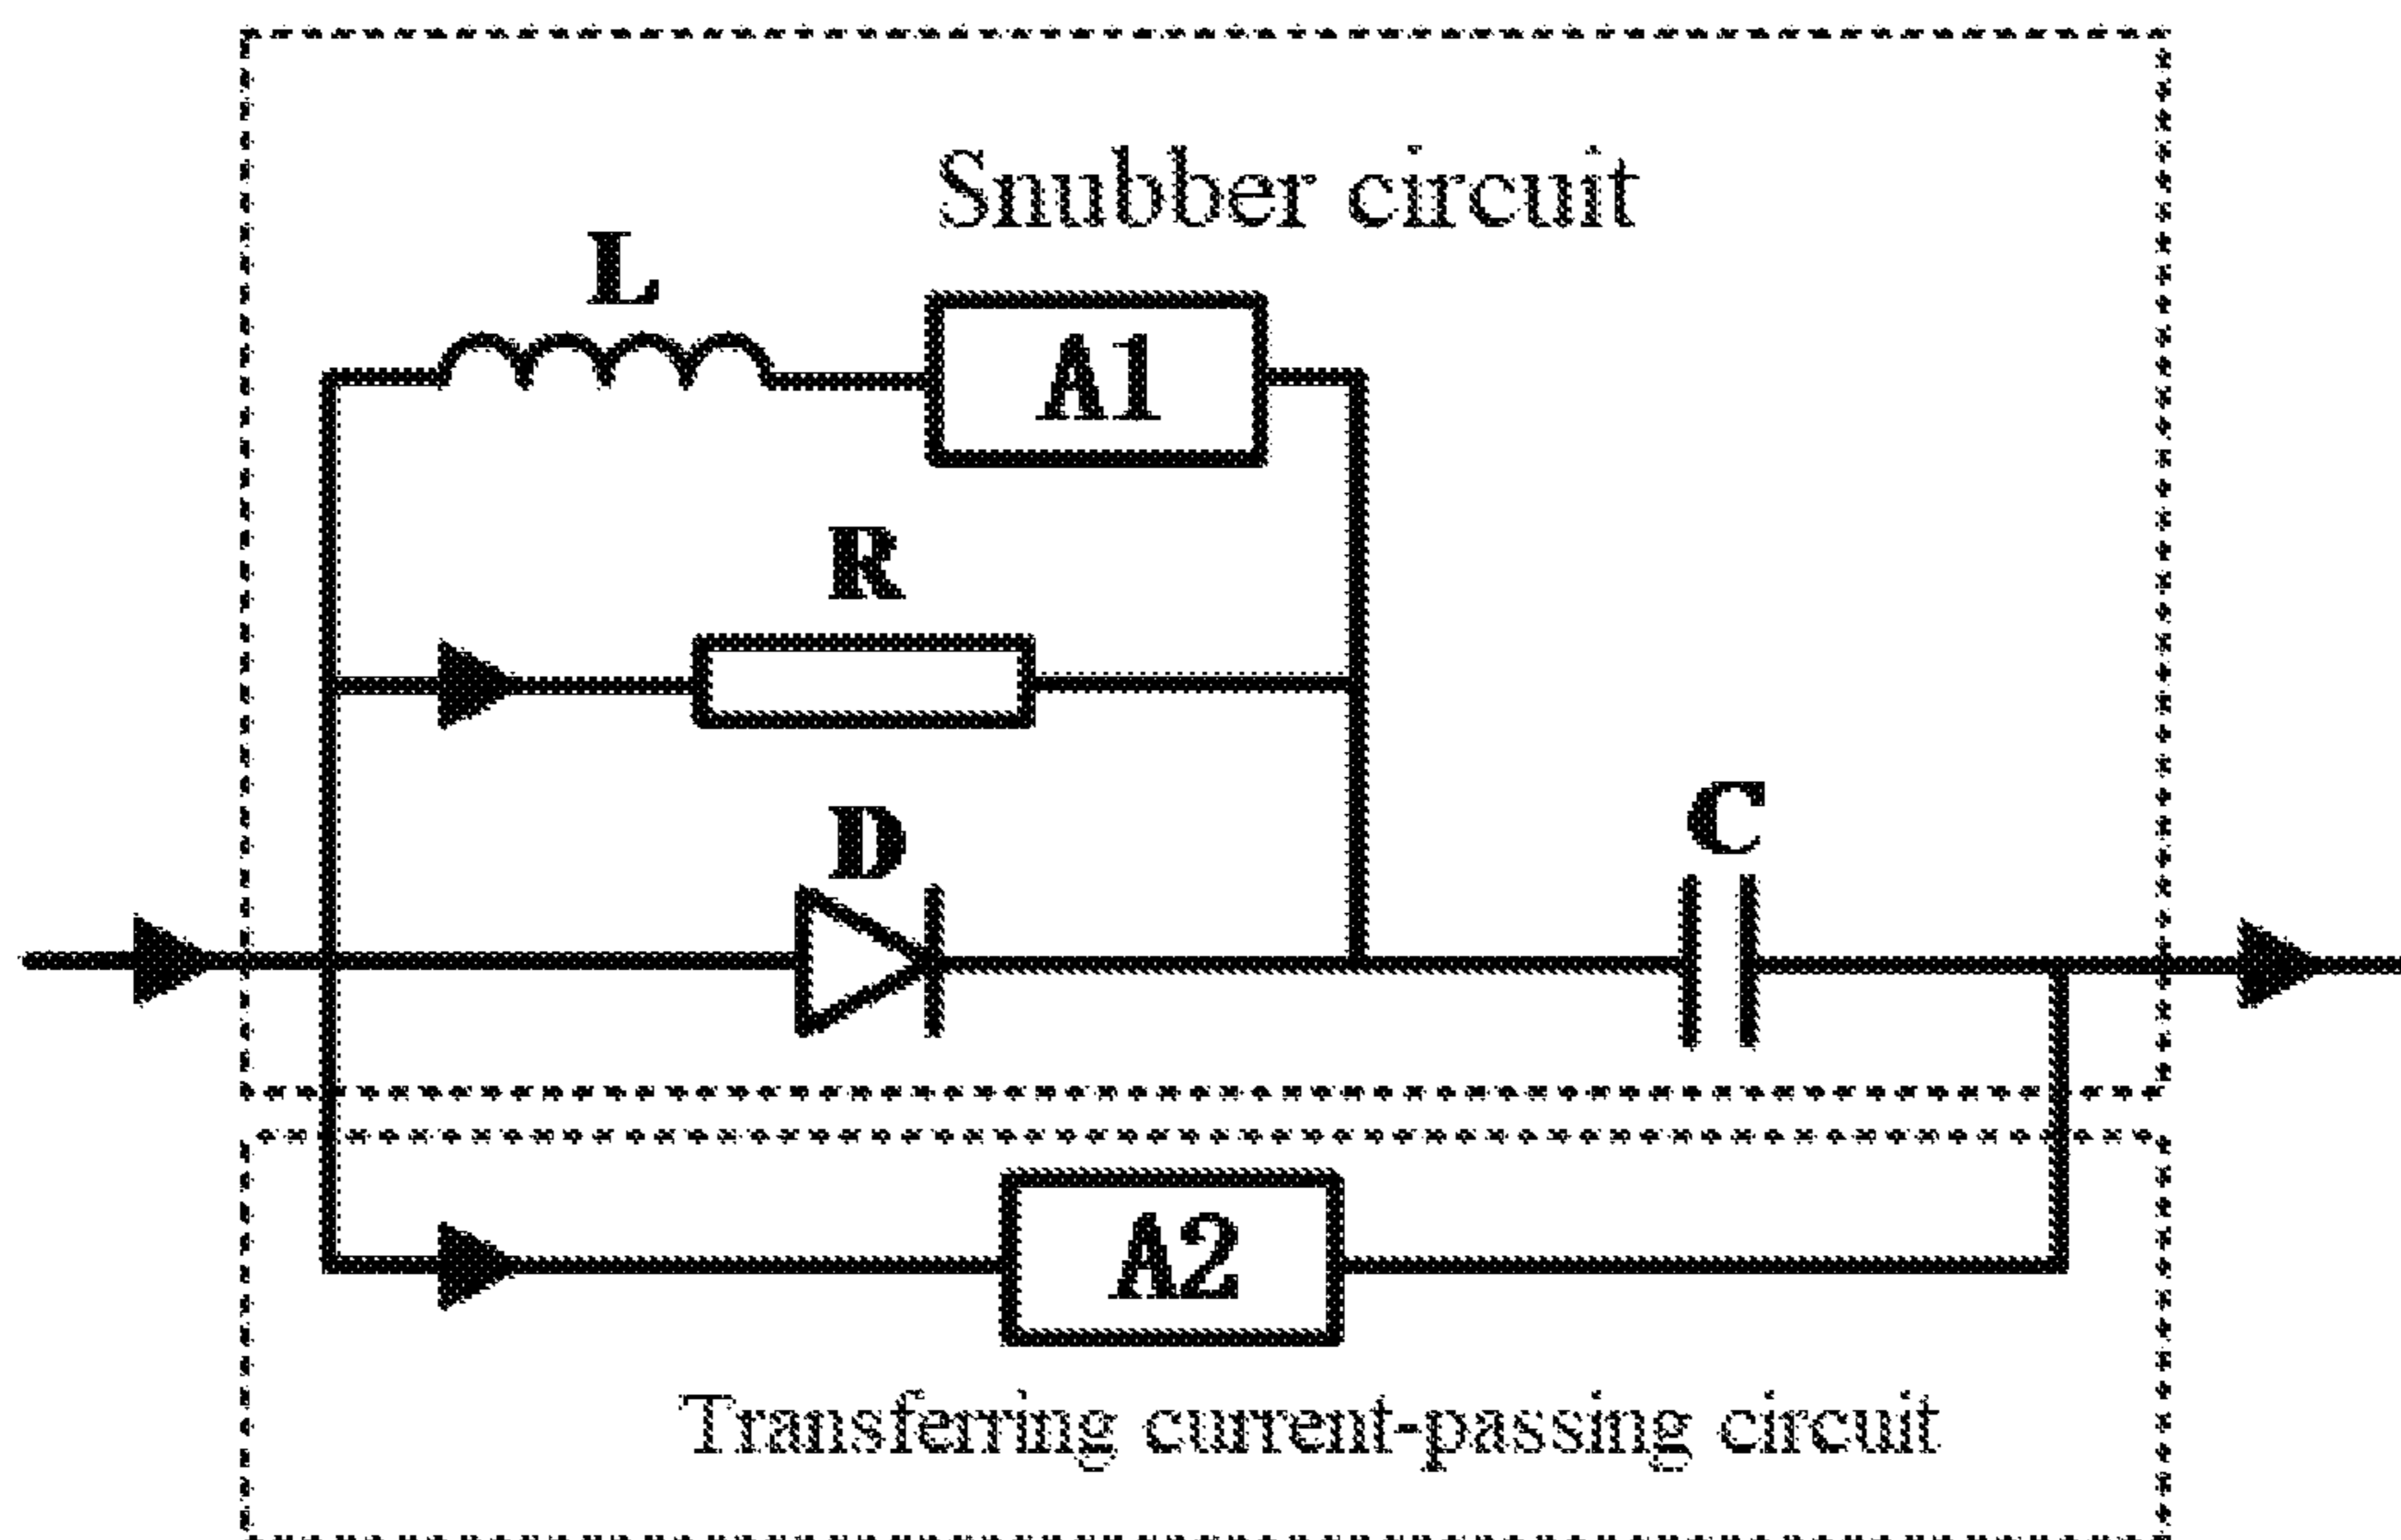 Snubber circuit
L
A1
R
D
C
A2
Transferring current-passing circuit